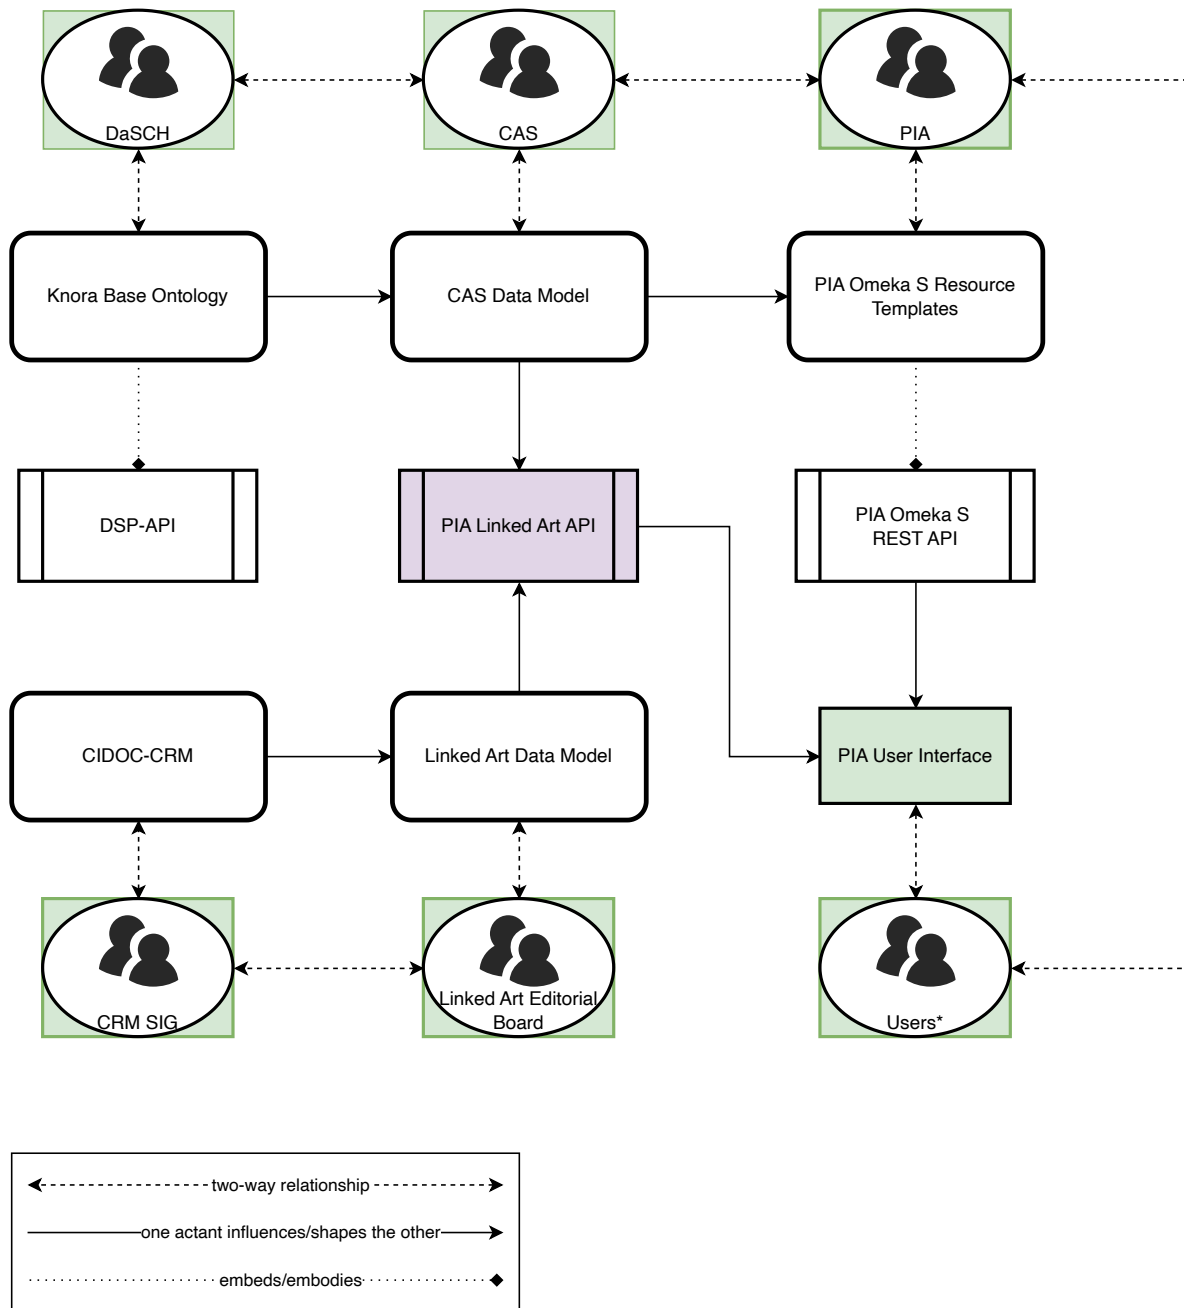 DaSCH
CAS
PIA
Knora Base Ontology
CAS Data Model
PIA Omeka S Resource
Templates
DSP-API
PIA Linked Art API
PIA Omeka S
REST API
CIDOC-CRM
Linked Art Data Model
PIA User Interface
CRM SIG
Linked Art Editorial
Board
Users*
two-way relationship
one actant influences/shapes the other
embeds/embodies